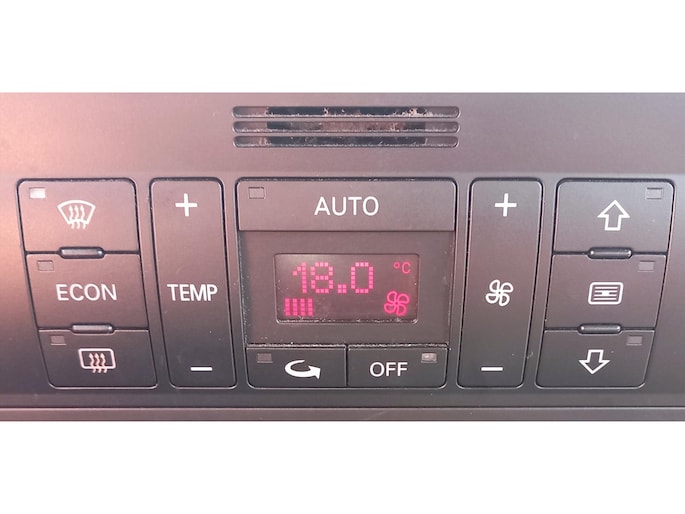 AUTO
+
+
18.0 °C
ECON
TEMP
−
OFF
−